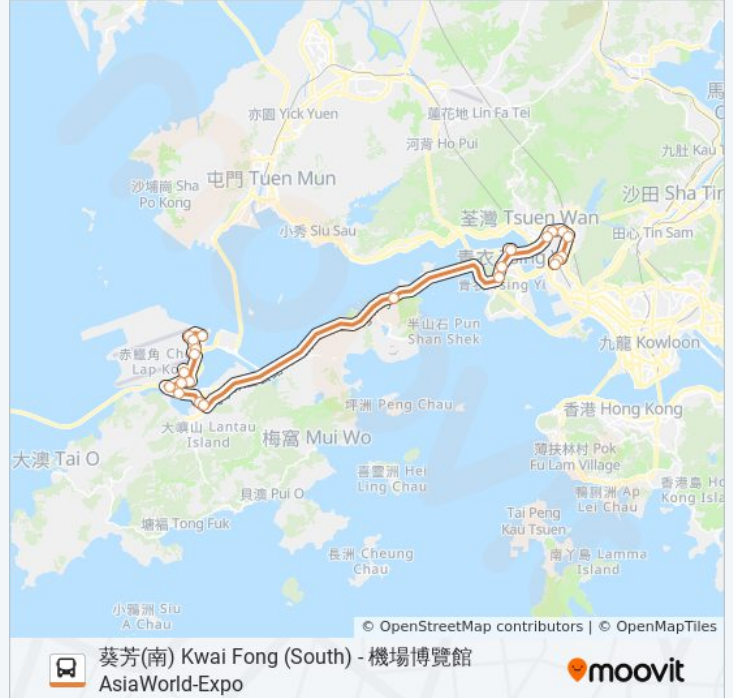 馬
亦園 Yick Yuen
蓮花地 Lin Fa Tei
河背 Ho Pui
九肚 Kau
沙埔崗 Sha
Po Kong
屯門 Tuen Mun
沙田 Sha Tin
荃灣 Tsuen Wan
小秀 Siu Sau
田心 Tin Sam
青衣 Tsing Yi
半山石 Pun
Shan Shek
九龍 Kowloon
赤鱲角 Ch
Lap Ko
坪洲 Peng Chau
香港 Hong Kong
大嶼山 Lantau
Island
梅窩 Mui Wo
薄扶林村 Pok
Fu Lam Village
大澳 Tai O
喜靈洲 Hei
Ling Chau
鴨脷洲 Ap
Lei Chau
香港島 Ho
Kong Isla
貝澳 Pui O
Tai Peng
Kau Tsuen
塘福 Tong Fuk
長洲 Cheung
Chau
南丫島 Lamma
Island
小鴉洲 Siu
A Chau
© OpenStreetMap contributors | © OpenMapTiles
葵芳(南) Kwai Fong (South) - 機場博覽館
AsiaWorld-Expo
moovit